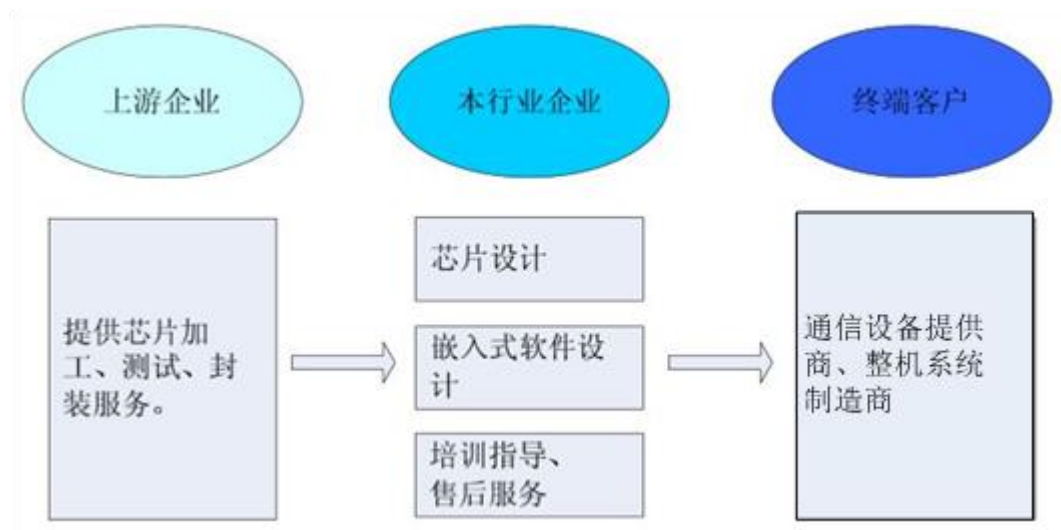 上游企业
本行业企业
终端客户
提供芯片加
工、测试、封
装服务。
芯片设计
嵌入式软件设
计
培训指导、
售后服务
通信设备提供
商、整机系统
制造商